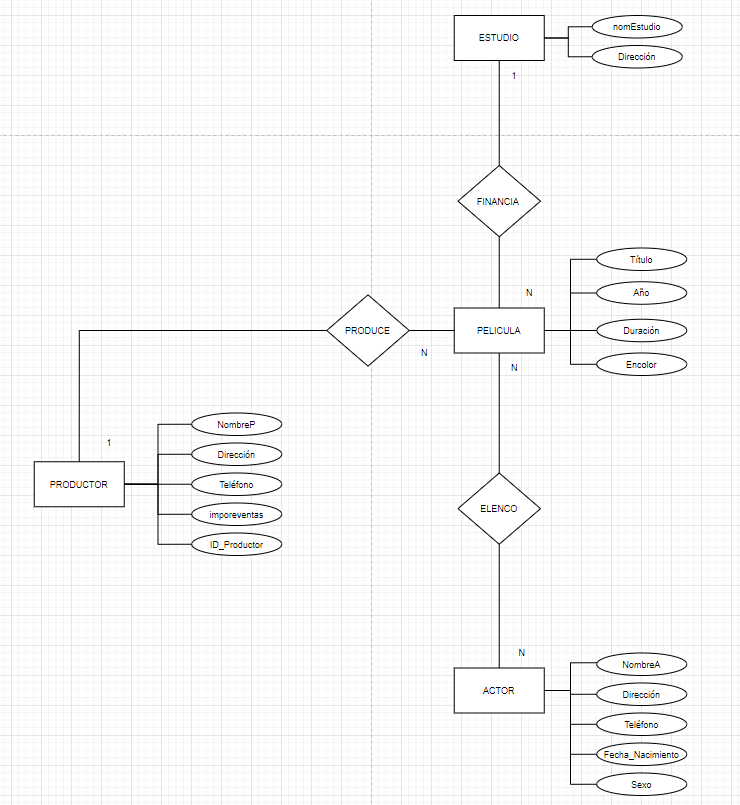 ESTUDIO
nomEstudio
Dirección
1
FINANCIA
N
PELICULA
Título
Año
Duración
Encolor
PRODUCE
N
N
1
PRODUCTOR
NombreP
Dirección
Teléfono
imporeventas
ID_Productor
ELENCO
N
ACTOR
NombreA
Dirección
Teléfono
Fecha_Nacimiento
Sexo